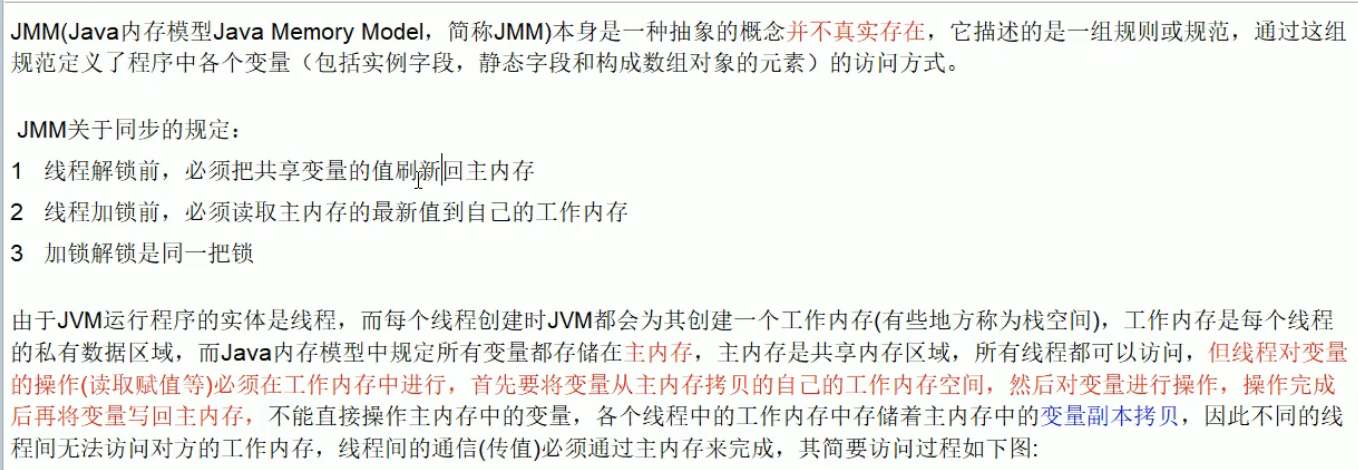 JMM(Java内存模型Java Memory Model，简称JMM)本身是一种抽象的概念并不真实存在，它描述的是一组规则或规范，通过这组
规范定义了程序中各个变量（包括实例字段，静态字段和构成数组对象的元素）的访问方式。
JMM关于同步的规定：
1 线程解锁前，必须把共享变量的值刷新回主内存
2 线程加锁前，必须读取主内存的最新值到自己的工作内存
3 加锁解锁是同一把锁
由于JVM运行程序的实体是线程，而每个线程创建时JVM都会为其创建一个工作内存(有些地方称为栈空间)，工作内存是每个线程
的私有数据区域，而Java内存模型中规定所有变量都存储在主内存，主内存是共享内存区域，所有线程都可以访问，但线程对变量
的操作(读取赋值等)必须在工作内存中进行，首先要将变量从主内存拷贝的自己的工作内存空间，然后对变量进行操作，操作完成
后再将变量写回主内存，不能直接操作主内存中的变量，各个线程中的工作内存中存储着主内存中的变量副本拷贝，因此不同的线
程间无法访问对方的工作内存，线程间的通信(传值)必须通过主内存来完成，其简要访问过程如下图: